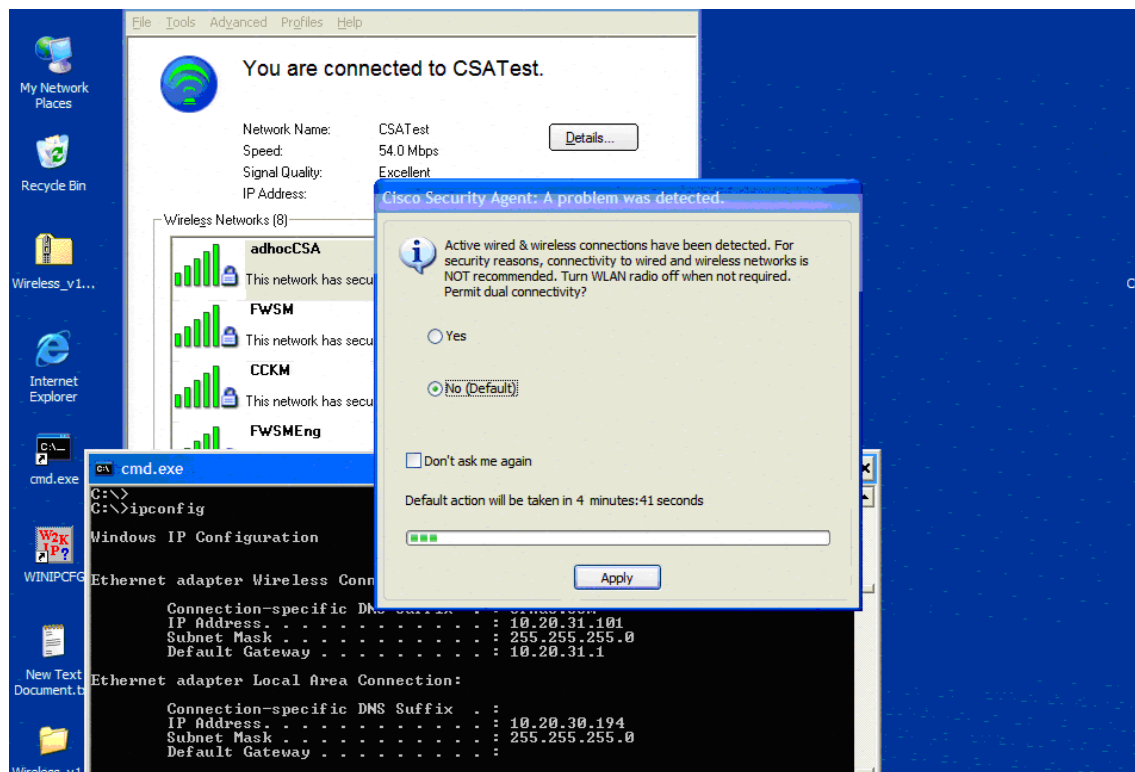 File Tools Advanced Profiles Help
You are connected to CSATest.
Network Name: CSATest
Speed: 54.0 Mbps
Signal Quality: Excellent
IP Address:
Details...
Wireless Networks (8)
adhocCSA
This network has secu
FWSM
This network has secu
CCKM
This network has secu
FWSMEng
My Network
Places
Recycle Bin
Wireless_v1...
Internet
Explorer
cmd.exe
W2K
IP?
WINIPCFG
New Text
Document.t
Cisco Security Agent: A problem was detected.
Active wired & wireless connections have been detected. For
security reasons, connectivity to wired and wireless networks is
NOT recommended. Turn WLAN radio off when not required.
Permit dual connectivity?
Yes
No (Default)
Don't ask me again
Default action will be taken in 4 minutes:41 seconds
Apply
cmd.exe
C:\>
C:\>ipconfig
Windows IP Configuration
Ethernet adapter Wireless Conn
Connection-specific DNS Suffix . :
IP Address. . . . . . . . . . . . : 10.20.31.101
Subnet Mask . . . . . . . . . . . : 255.255.255.0
Default Gateway . . . . . . . . . : 10.20.31.1
Ethernet adapter Local Area Connection:
Connection-specific DNS Suffix . :
IP Address. . . . . . . . . . . . : 10.20.30.194
Subnet Mask . . . . . . . . . . . : 255.255.255.0
Default Gateway . . . . . . . . . :